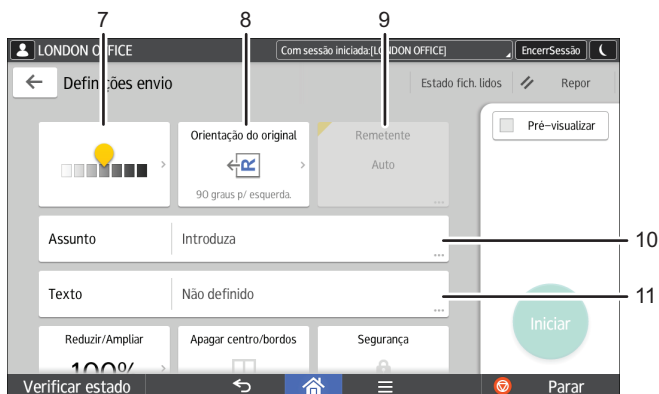 7 8 9
LONDON OFFICE Com sessão iniciada:[LONDON OFFICE] EncerrSessão
Definições envio Estado fich. lidos Repor
Orientação do original Remetente Pré-visualizar
R Auto
90 graus p/ esquerda.
Assunto Introduza 10
Texto Não definido 11
Iniciar
Reduzir/Ampliar Apagar centro/bordos Segurança
100%
Verificar estado Parar